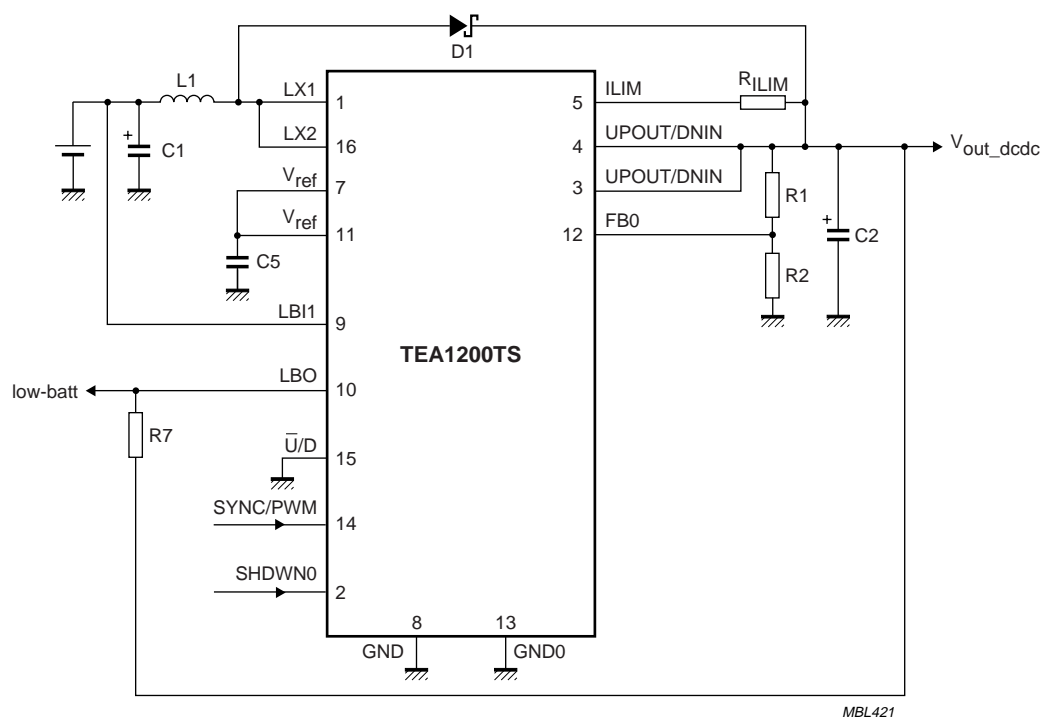 D1
L1
LX1
1
LX2
16
+
C1
Vref
7
Vref
11
C5
LBI1
9
TEA1200TS
LBO
10
low-batt
R7
U̅/D
15
SYNC/PWM
14
SHDWN0
2
8
13
GND
GND0
ILIM
5
RILIM
UPOUT/DNIN
4
Vout_dcdc
UPOUT/DNIN
3
R1
FB0
12
+
C2
R2
MBL421